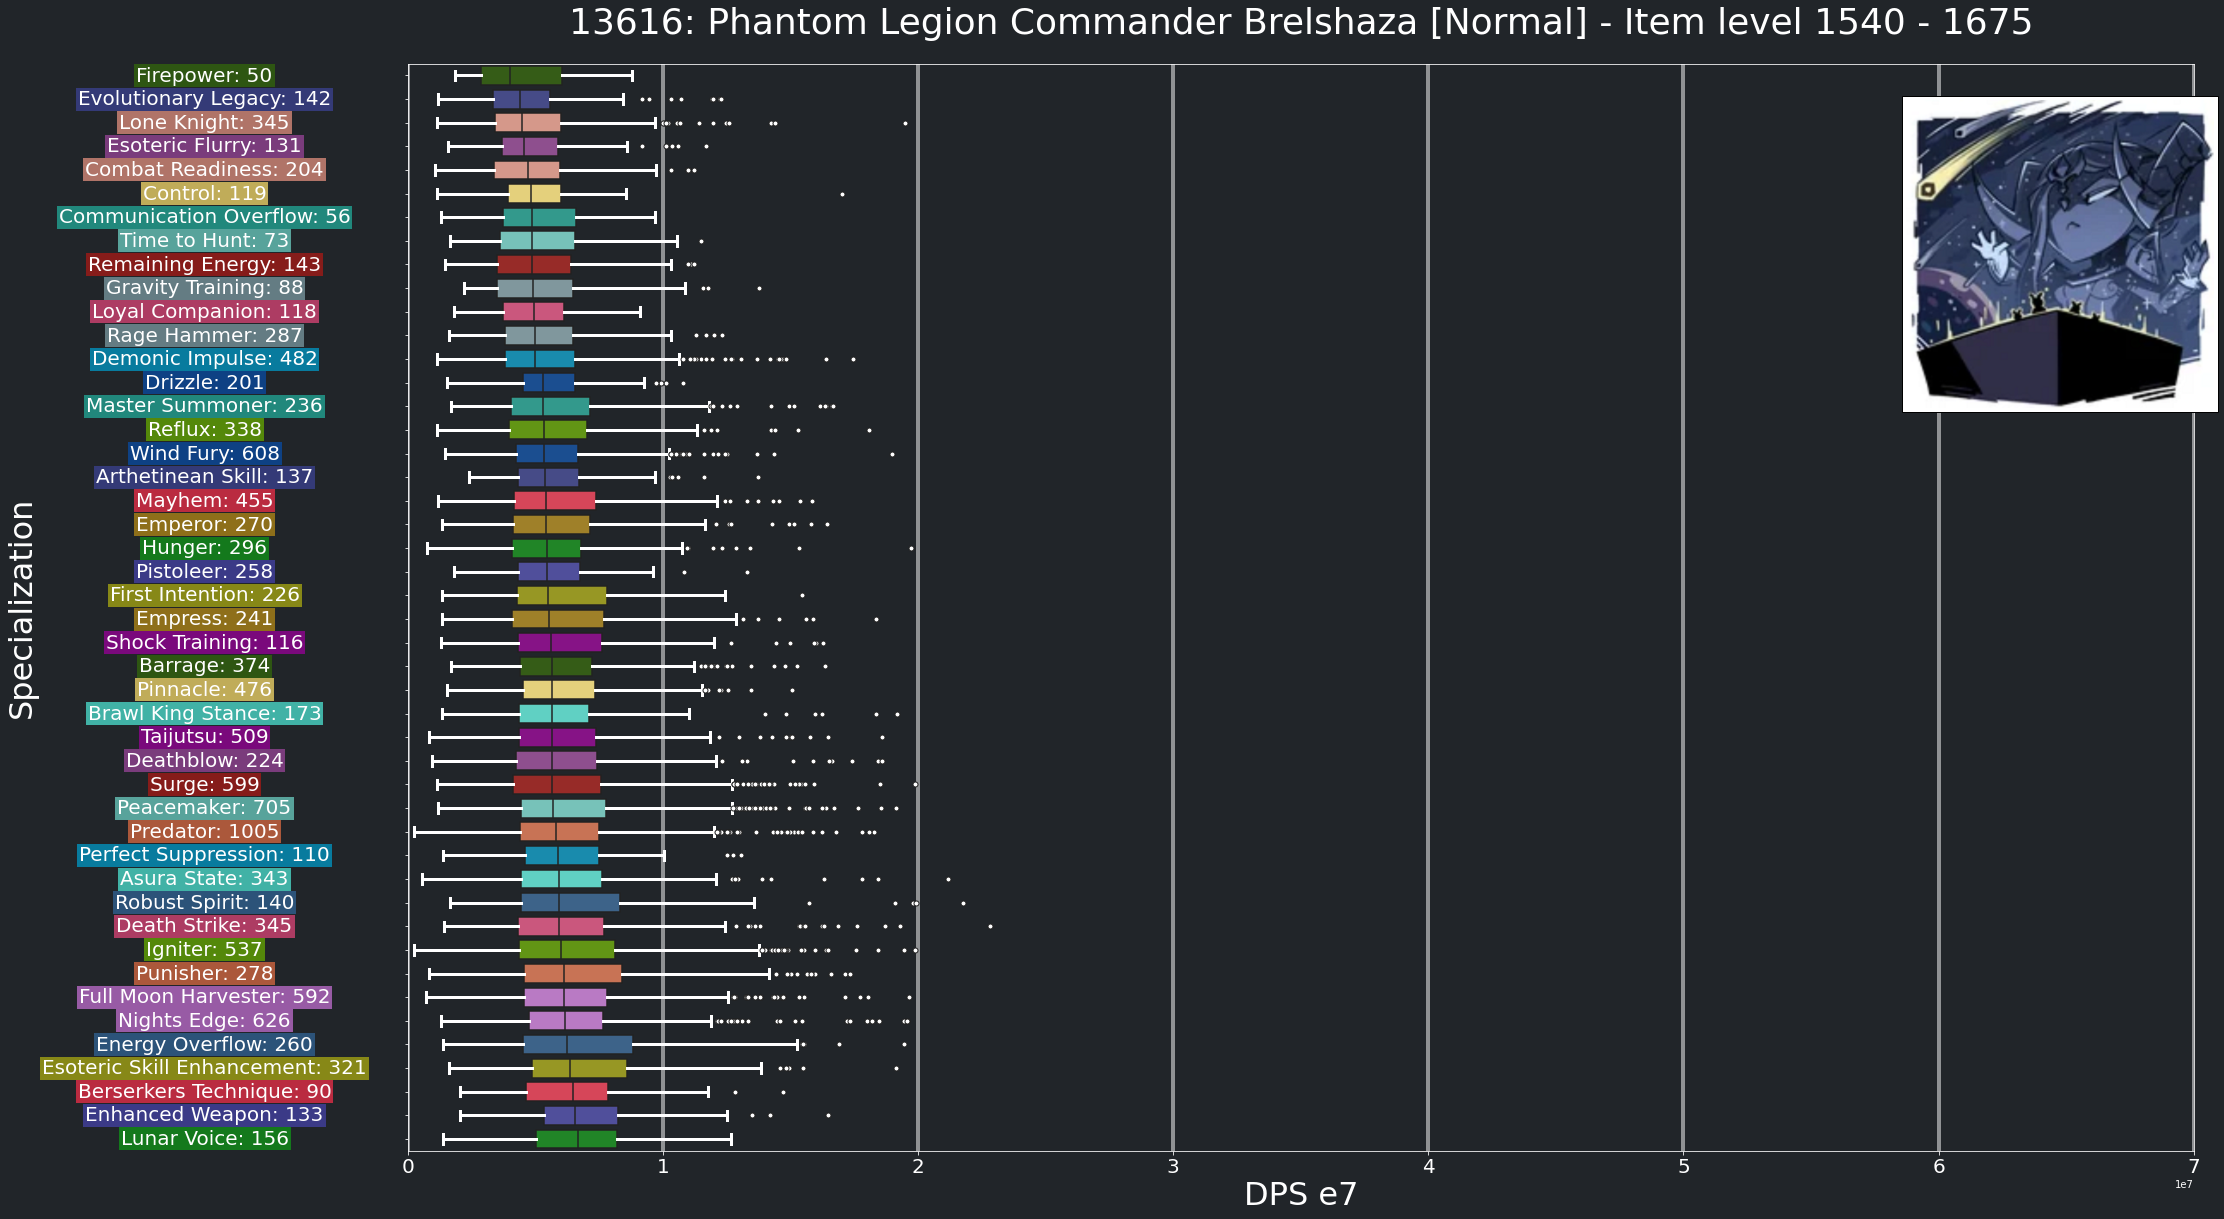 13616: Phantom Legion Commander Brelshaza [Normal] - Item level 1540 - 1675
Specialization
Firepower: 50
Evolutionary Legacy: 142
Lone Knight: 345
Esoteric Flurry: 131
Combat Readiness: 204
Control: 119
Communication Overflow: 56
Time to Hunt: 73
Remaining Energy: 143
Gravity Training: 88
Loyal Companion: 118
Rage Hammer: 287
Demonic Impulse: 482
Drizzle: 201
Master Summoner: 236
Reflux: 338
Wind Fury: 608
Arthetinean Skill: 137
Mayhem: 455
Emperor: 270
Hunger: 296
Pistoleer: 258
First Intention: 226
Empress: 241
Shock Training: 116
Barrage: 374
Pinnacle: 476
Brawl King Stance: 173
Taijutsu: 509
Deathblow: 224
Surge: 599
Peacemaker: 705
Predator: 1005
Perfect Suppression: 110
Asura State: 343
Robust Spirit: 140
Death Strike: 345
Igniter: 537
Punisher: 278
Full Moon Harvester: 592
Nights Edge: 626
Energy Overflow: 260
Esoteric Skill Enhancement: 321
Berserkers Technique: 90
Enhanced Weapon: 133
Lunar Voice: 156
0 1 2 3 4 5 6 7
1e7
DPS e7